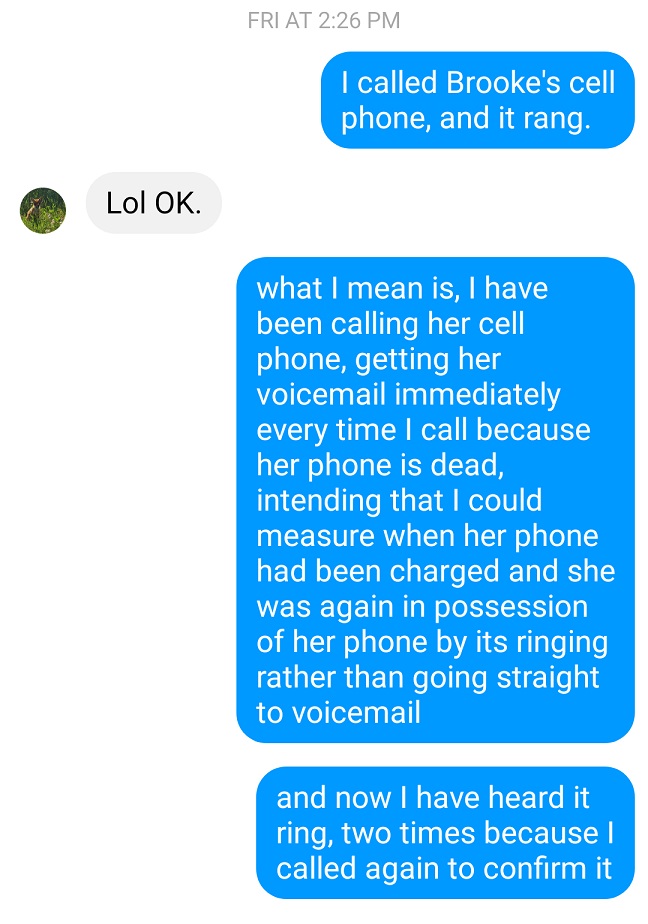 FRI AT 2:26 PM
I called Brooke's cell
phone, and it rang.
Lol OK.
what I mean is, I have
been calling her cell
phone, getting her
voicemail immediately
every time I call because
her phone is dead,
intending that I could
measure when her phone
had been charged and she
was again in possession
of her phone by its ringing
rather than going straight
to voicemail
and now I have heard it
ring, two times because I
called again to confirm it